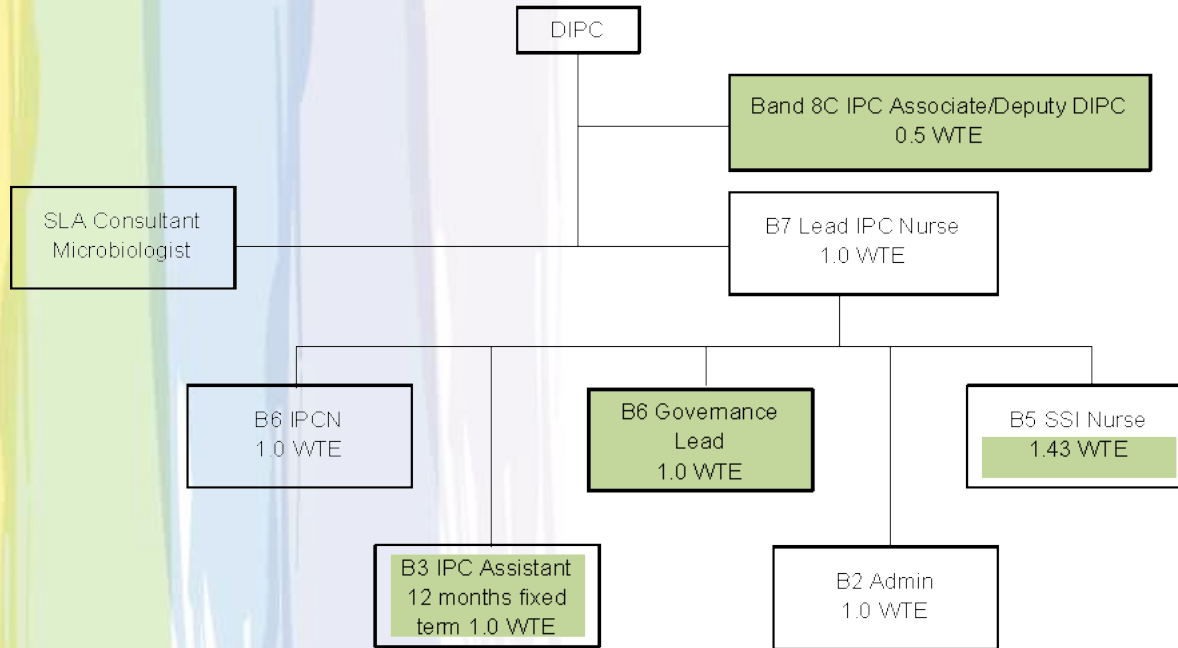 DIPC
Band 8C IPC Associate/Deputy DIPC
0.5 WTE
SLA Consultant
Microbiologist
B7 Lead IPC Nurse
1.0 WTE
B6 IPCN
1.0 WTE
B6 Governance
Lead
1.0 WTE
B5 SSI Nurse
1.43 WTE
B3 IPC Assistant
12 months fixed
term 1.0 WTE
B2 Admin
1.0 WTE